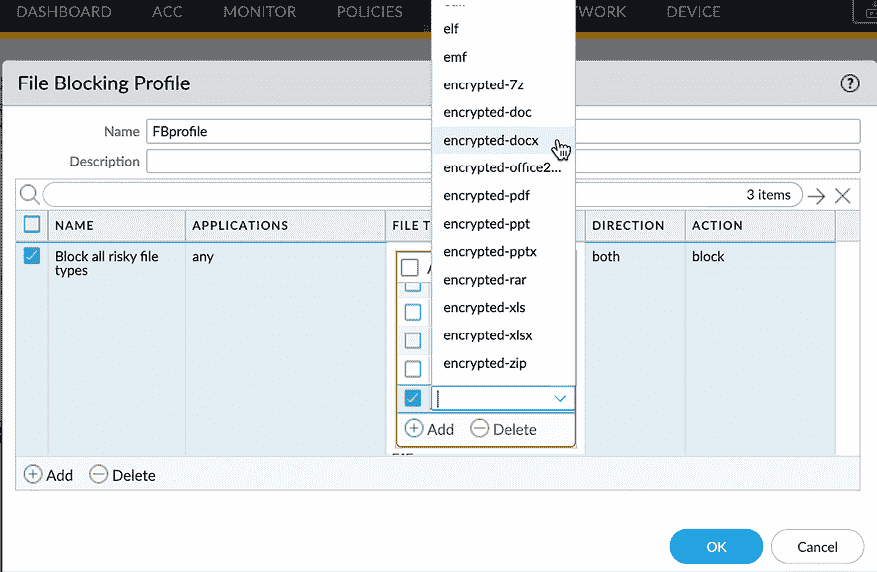 DASHBOARD ACC MONITOR POLICIES WORK DEVICE
elf
emf
File Blocking Profile
encrypted-7z
encrypted-doc
Name FBprofile
encrypted-docx
Description
encrypted-office2...
3 items
encrypted-pdf
NAME APPLICATIONS FILE T DIRECTION ACTION
encrypted-ppt
Block all risky file types any both block
encrypted-pptx
encrypted-rar
encrypted-xls
encrypted-xlsx
encrypted-zip
Add Delete
Add Delete
OK Cancel